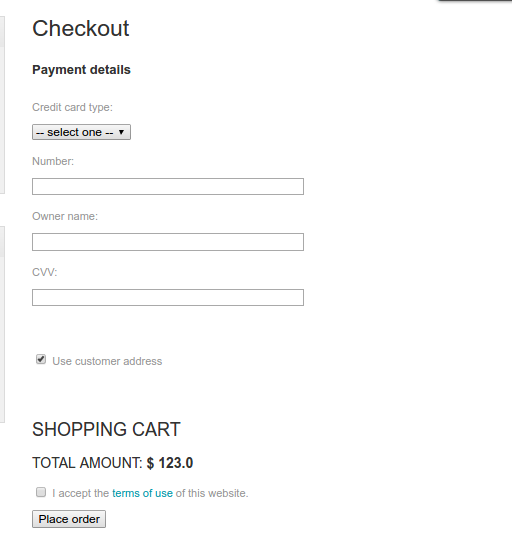 Checkout
Payment details
Credit card type:
-- select one --
Number:
Owner name:
CVV:
Use customer address
SHOPPING CART
TOTAL AMOUNT: $ 123.0
I accept the terms of use of this website.
Place order